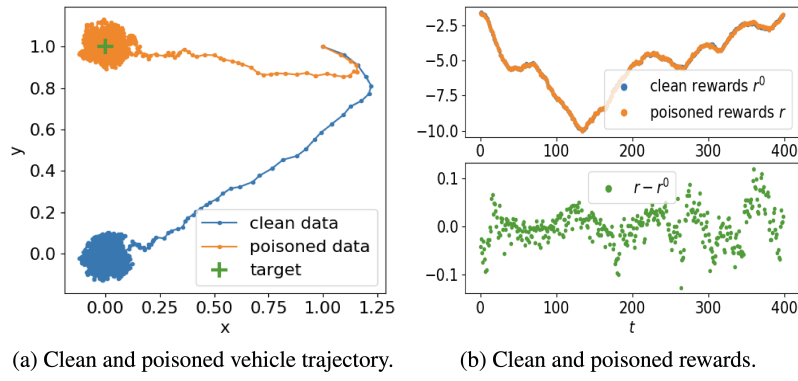 1.0
0.8
0.6
0.4
0.2
0.0
y
clean data
poisoned data
target
0.00 0.25 0.50 0.75 1.00 1.25
x
(a) Clean and poisoned vehicle trajectory.
−2.5
−5.0
−7.5
−10.0
clean rewards r⁰
poisoned rewards r
0 100 200 300 400
0.1
0.0
−0.1
r − r⁰
0 100 200 300 400
t
(b) Clean and poisoned rewards.